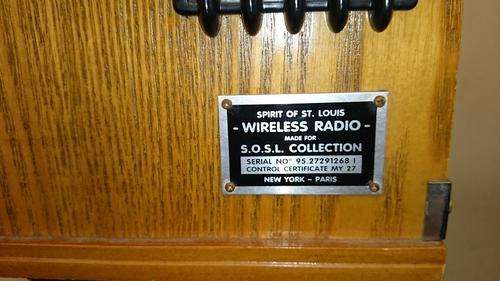 SPIRIT OF ST. LOUIS
- WIRELESS RADIO -
MADE FOR
S.O.S.L. COLLECTION
SERIAL NO° 95.27291268 I
CONTROL CERTIFICATE MY 27
NEW YORK - PARIS